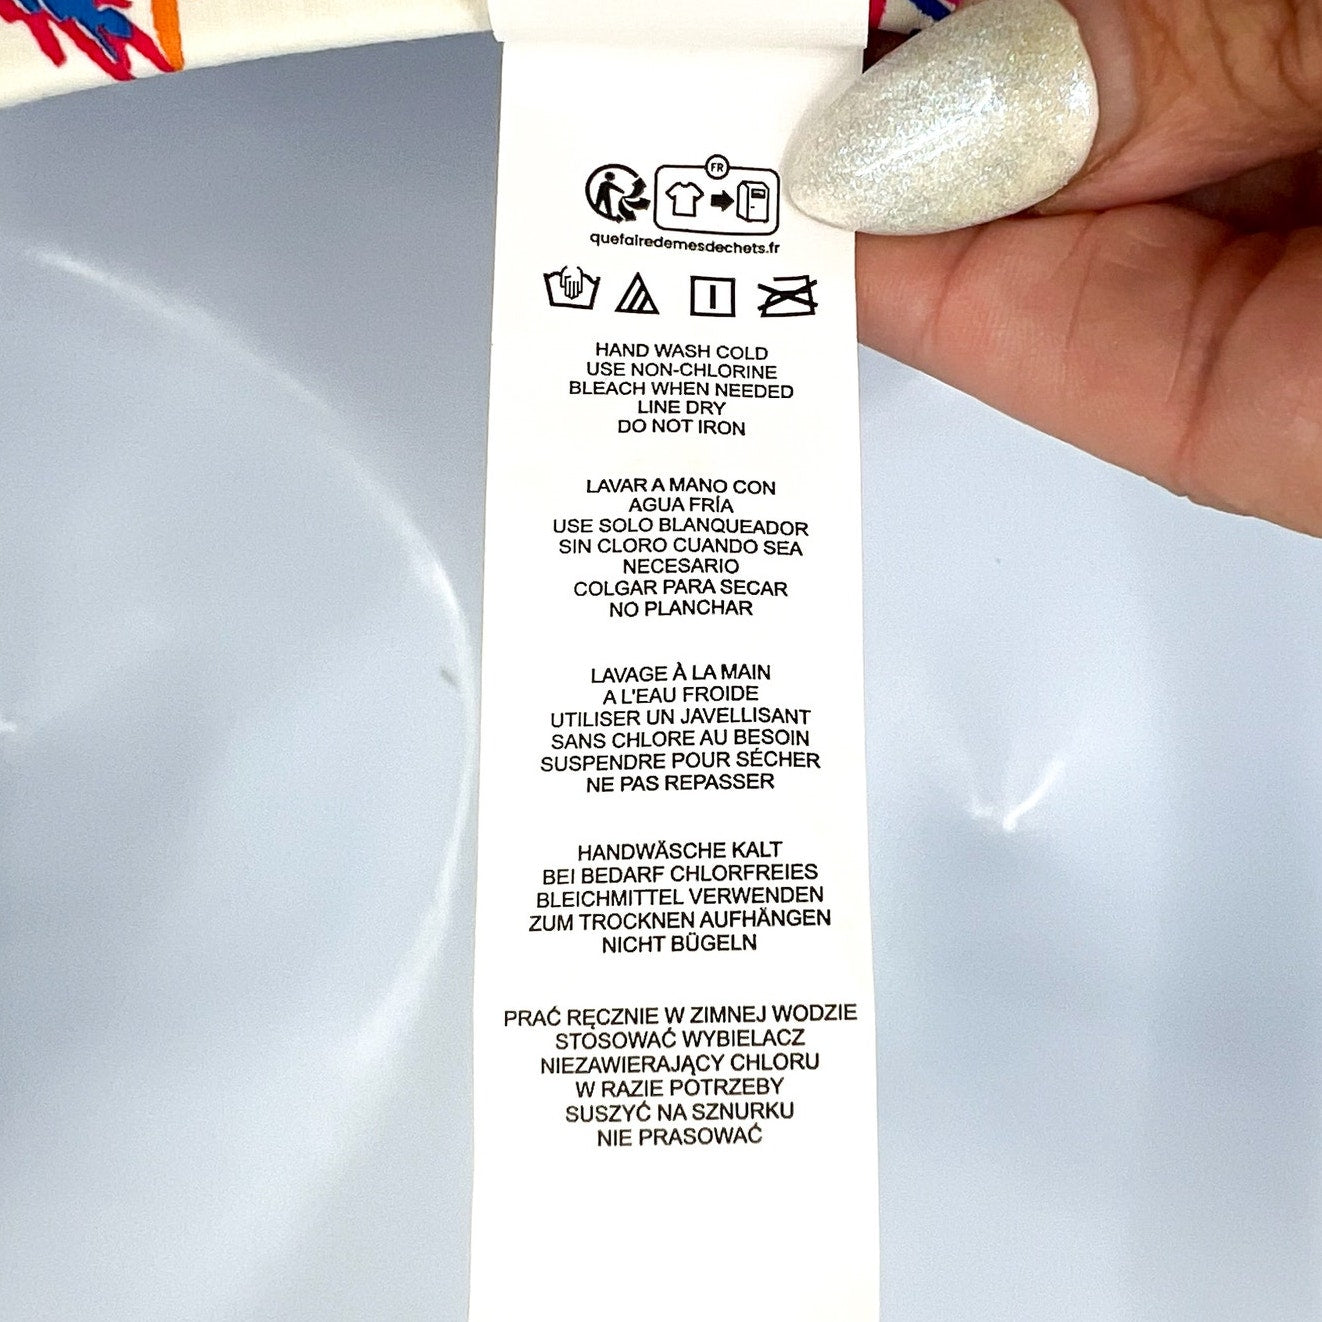 FR
quefairedemesdechets.fr
HAND WASH COLD
USE NON-CHLORINE
BLEACH WHEN NEEDED
LINE DRY
DO NOT IRON
LAVAR A MANO CON
AGUA FRÍA
USE SOLO BLANQUEADOR
SIN CLORO CUANDO SEA
NECESARIO
COLGAR PARA SECAR
NO PLANCHAR
LAVAGE À LA MAIN
A L'EAU FROIDE
UTILISER UN JAVELLISANT
SANS CHLORE AU BESOIN
SUSPENDRE POUR SÉCHER
NE PAS REPASSER
HANDWÄSCHE KALT
BEI BEDARF CHLORFREIES
BLEICHMITTEL VERWENDEN
ZUM TROCKNEN AUFHÄNGEN
NICHT BÜGELN
PRAĆ RĘCZNIE W ZIMNEJ WODZIE
STOSOWAĆ WYBIELACZ
NIEZAWIERAJĄCY CHLORU
W RAZIE POTRZEBY
SUSZYĆ NA SZNURKU
NIE PRASOWAĆ